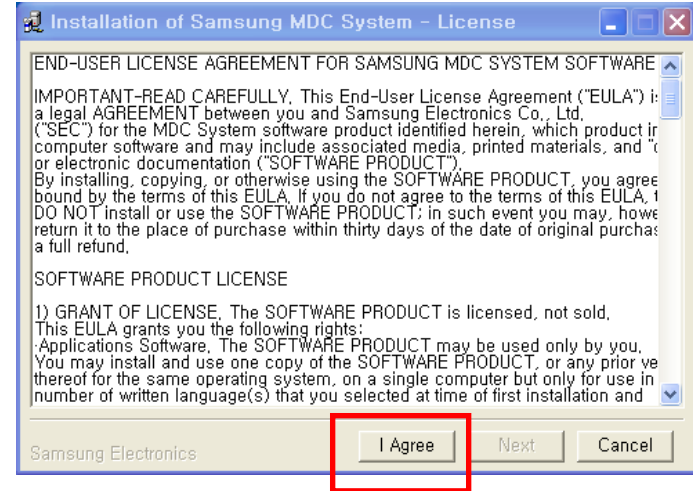 Installation of Samsung MDC System - License
END-USER LICENSE AGREEMENT FOR SAMSUNG MDC SYSTEM SOFTWARE
IMPORTANT-READ CAREFULLY, This End-User License Agreement ("EULA") is
a legal AGREEMENT between you and Samsung Electronics Co., Ltd.
("SEC") for the MDC System software product identified herein, which product
computer software and may include associated media, printed materials, and
or electronic documentation ("SOFTWARE PRODUCT").
By installing, copying, or otherwise using the SOFTWARE PRODUCT, you agree
bound by the terms of this EULA. If you do not agree to the terms of this EULA,
DO NOT install or use the SOFTWARE PRODUCT; in such event you may, howe
return it to the place of purchase within thirty days of the date of original purchas
a full refund.
SOFTWARE PRODUCT LICENSE
1) GRANT OF LICENSE. The SOFTWARE PRODUCT is licensed, not sold.
This EULA grants you the following rights:
·Applications Software. The SOFTWARE PRODUCT may be used only by you.
You may install and use one copy of the SOFTWARE PRODUCT, or any prior ve
thereof for the same operating system, on a single computer but only for use in
number of written language(s) that you selected at time of first installation and
Samsung Electronics
I Agree
Next
Cancel